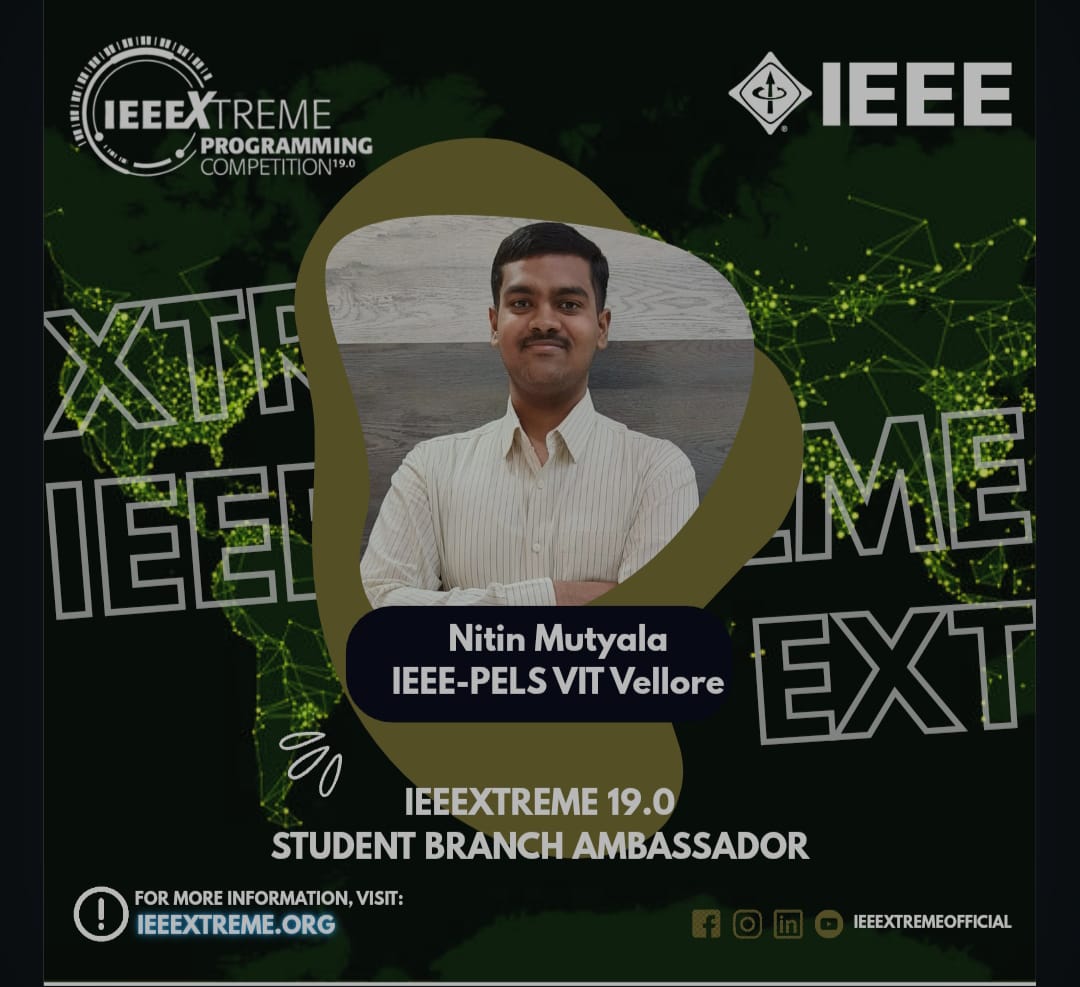 IEEEXTREME
PROGRAMMING
COMPETITION19.0
IEEE
XTR
IEEE
EME
EXT
Nitin Mutyala
IEEE-PELS VIT Vellore
IEEEXTREME 19.0
STUDENT BRANCH AMBASSADOR
FOR MORE INFORMATION, VISIT:
IEEEXTREME.ORG
IEEEXTREMEOFFICIAL